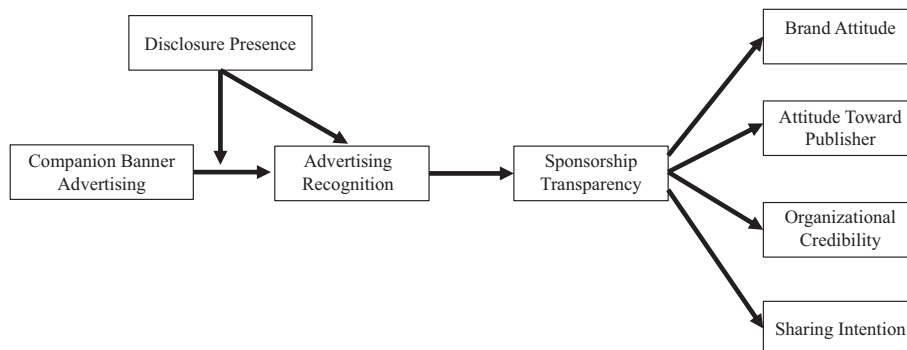 Disclosure Presence
Companion Banner
Advertising
Advertising
Recognition
Sponsorship
Transparency
Brand Attitude
Attitude Toward
Publisher
Organizational
Credibility
Sharing Intention